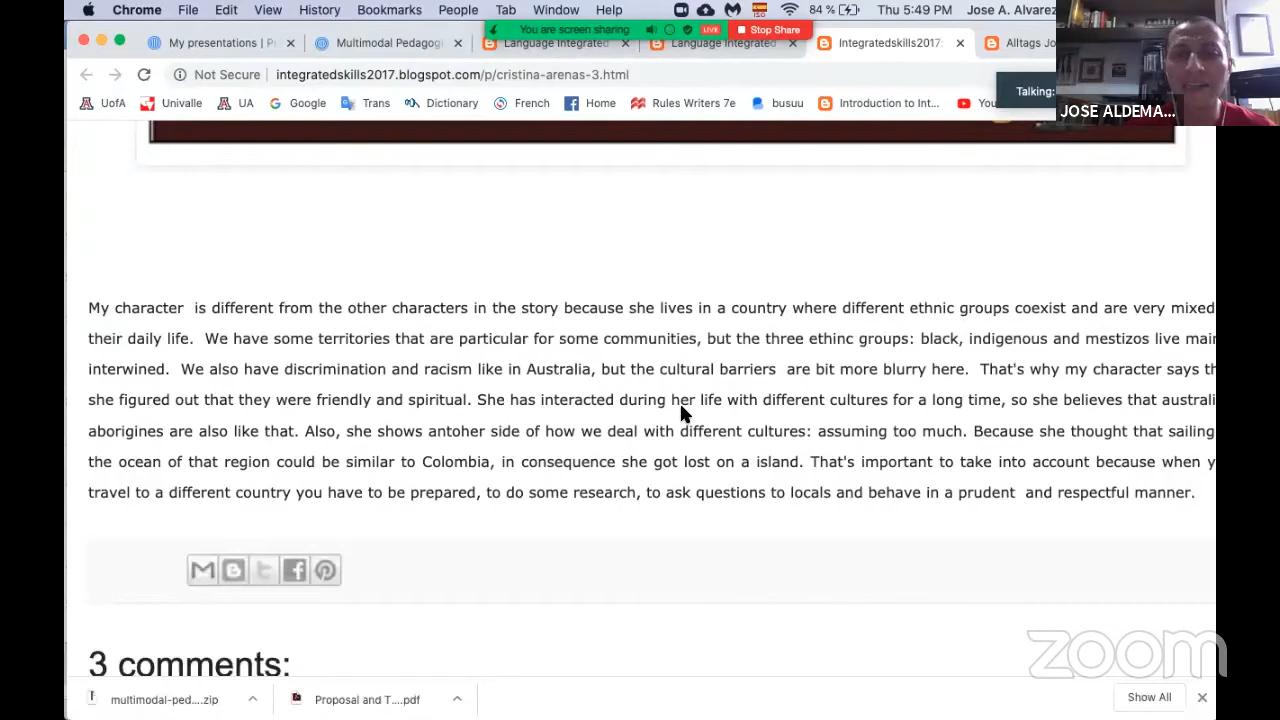 Chrome File Edit View History Bookmarks People Tab Window Help ISO 84 % Thu 5:49 PM Jose A. Alvarez
You are screen sharing LIVE Stop Share
My presentations | P Multimodal Pedagog Language Integrated Language Integrated Integratedskills2017: Alltags Jo
Not Secure integratedskills2017.blogspot.com/p/cristina-arenas-3.html
Talking:
UofA Univalle UA Google Trans Dictionary French Home Rules Writers 7e busuu Introduction to Int... You
JOSE ALDEMA...
My character is different from the other characters in the story because she lives in a country where different ethnic groups coexist and are very mixed
their daily life. We have some territories that are particular for some communities, but the three ethinc groups: black, indigenous and mestizos live mai
interwined. We also have discrimination and racism like in Australia, but the cultural barriers are bit more blurry here. That's why my character says th
she figured out that they were friendly and spiritual. She has interacted during her life with different cultures for a long time, so she believes that australi
aborigines are also like that. Also, she shows antoher side of how we deal with different cultures: assuming too much. Because she thought that sailing
the ocean of that region could be similar to Colombia, in consequence she got lost on a island. That's important to take into account because when y
travel to a different country you have to be prepared, to do some research, to ask questions to locals and behave in a prudent and respectful manner.
3 comments:
zoom
multimodal-ped....zip Proposal and T....pdf Show All